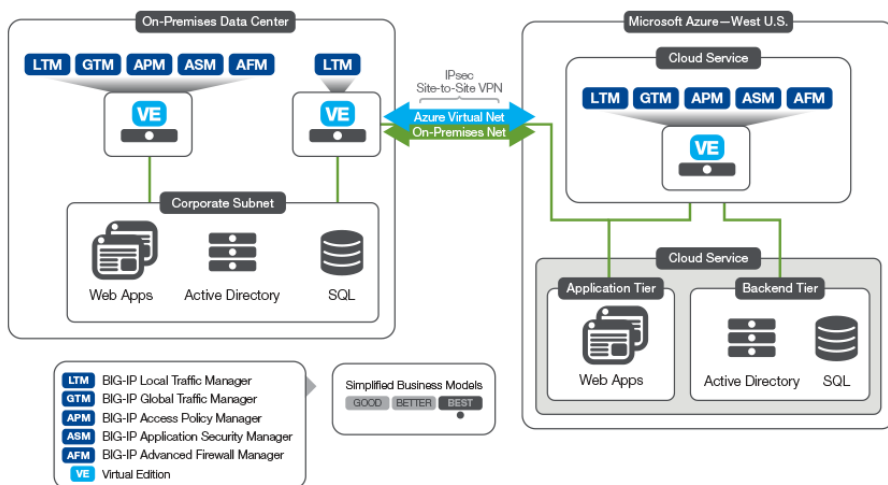 On-Premises Data Center
LTM GTM APM ASM AFM
LTM
VE
VE
Corporate Subnet
Web Apps
Active Directory
SQL
IPsec
Site-to-Site VPN
Azure Virtual Net
On-Premises Net
Microsoft Azure—West U.S.
Cloud Service
LTM GTM APM ASM AFM
VE
Cloud Service
Application Tier
Web Apps
Backend Tier
Active Directory
SQL
LTM BIG-IP Local Traffic Manager
GTM BIG-IP Global Traffic Manager
APM BIG-IP Access Policy Manager
ASM BIG-IP Application Security Manager
AFM BIG-IP Advanced Firewall Manager
VE Virtual Edition
Simplified Business Models
GOOD BETTER BEST